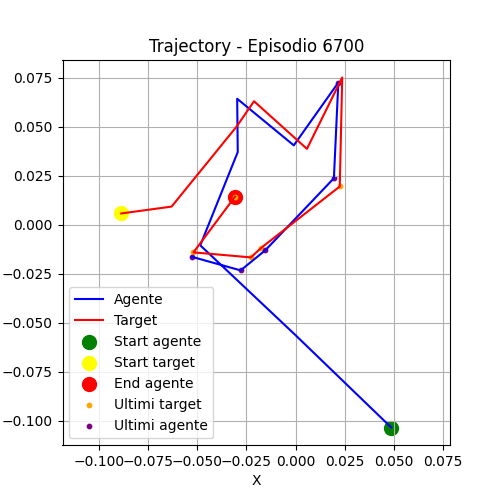 Trajectory - Episodio 6700
0.075
0.050
0.025
0.000
−0.025
−0.050
−0.075
−0.100
Agente
Target
Start agente
Start target
End agente
Ultimi target
Ultimi agente
−0.100 −0.075 −0.050 −0.025 0.000 0.025 0.050 0.075
X